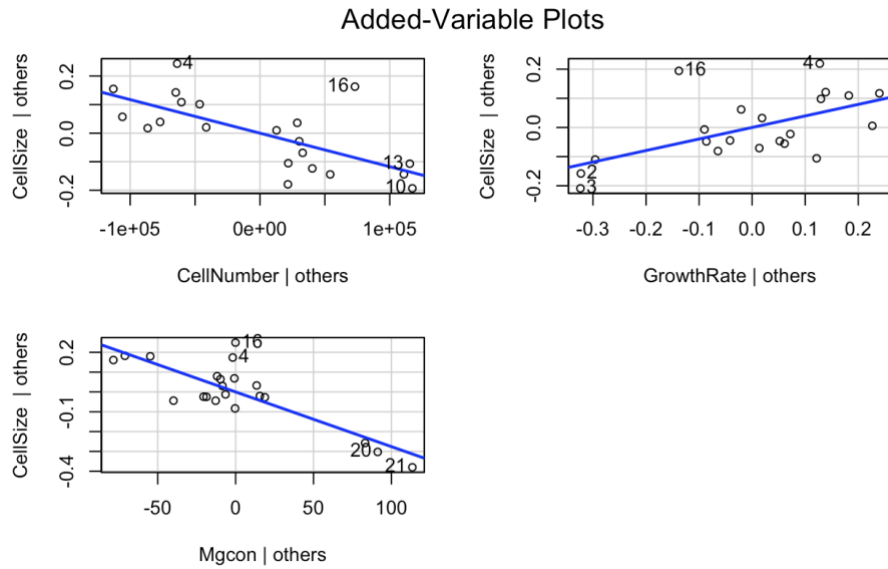 Added-Variable Plots
CellSize | others
-0.2 0.0 0.2
4
16
13
10
-1e+05 0e+00 1e+05
CellNumber | others
CellSize | others
-0.2 0.0 0.2
16
4
2
3
-0.3 -0.2 -0.1 0.0 0.1 0.2
GrowthRate | others
CellSize | others
-0.4 -0.1 0.2
16
4
20
21
-50 0 50 100
Mgcon | others